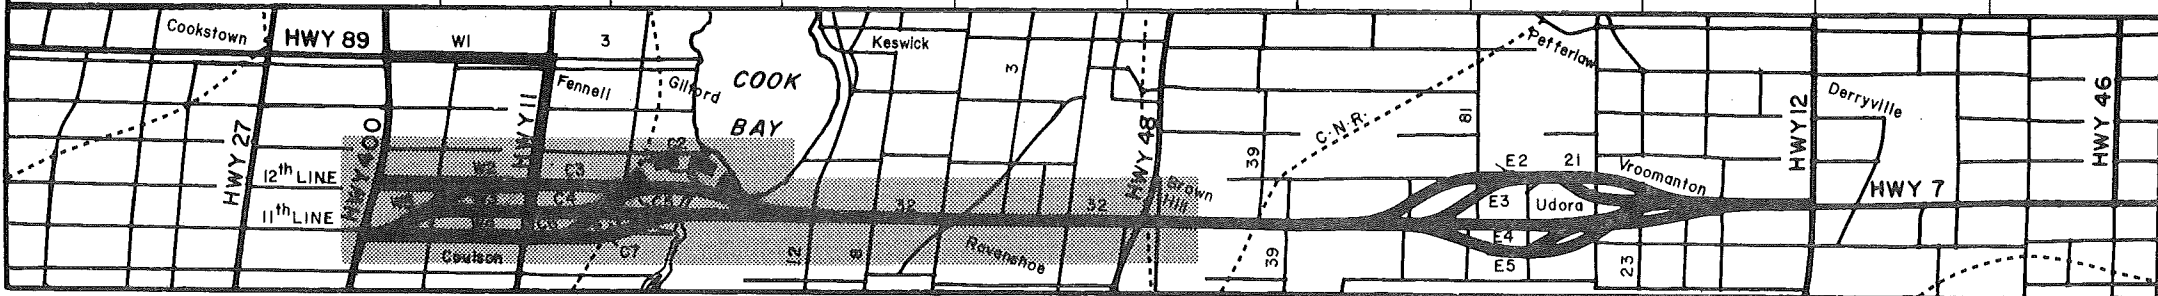 Cookstown
HWY 89
W1
3
Keswick
3
Pefferlaw
COOK
BAY
Fennell
Gilford
HWY 11
HWY 27
HWY 400
HWY 48
C.N.R.
81
HWY 12
Derryville
HWY 46
12th LINE
11th LINE
W2
C3
C2
C4
39
E2
21
Vroomanton
HWY 7
Brown
Hill
32
32
E3
Udora
E4
E5
Coulson
C7
12
8
Ravenshoe
39
23